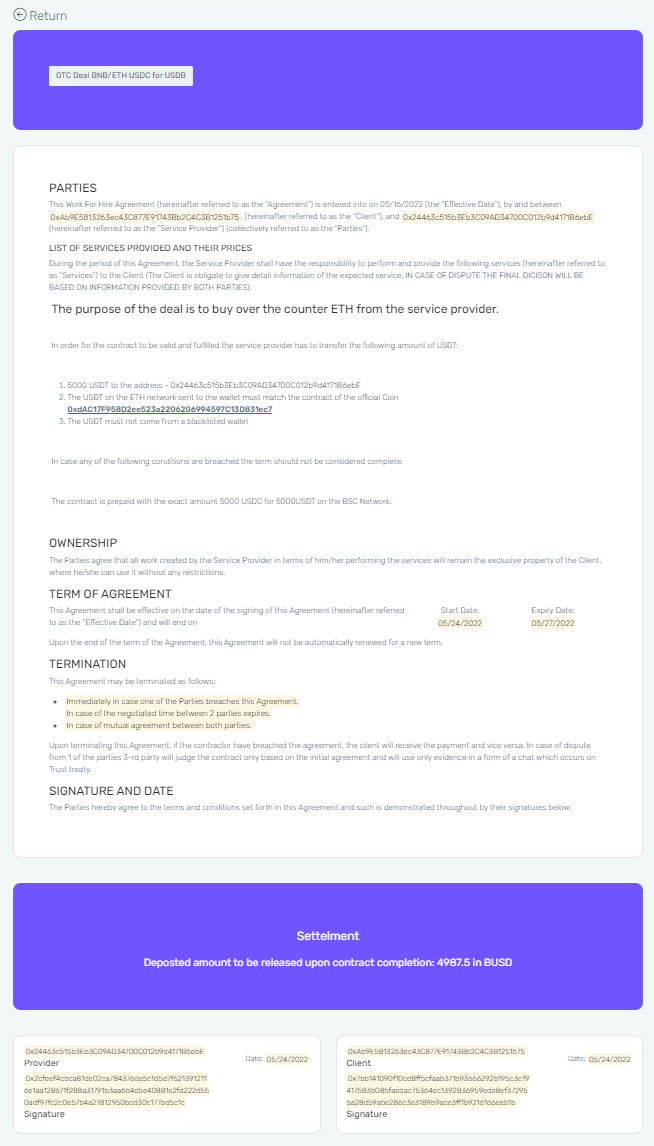 Return
OTC Deal BNB/ETH USDC for USDB
PARTIES
This Work For Hire Agreement (hereinafter referred to as the "Agreement") is entered into on 05/16/2022 (the "Effective Date"), by and between
0xAb9E5813263ec43C877E91743Bb2C4C3B1251b75, (hereinafter referred to as the "Client"), and 0x24463c515b3Eb3C09AD34700C012b9d4171B6ebE
(hereinafter referred to as the "Service Provider") (collectively referred to as the "Parties").
LIST OF SERVICES PROVIDED AND THEIR PRICES
During the period of this Agreement, the Service Provider shall have the responsibility to perform and provide the following services (hereinafter referred to
as "Services") to the Client (The Client is obligate to give detail information of the expected service, IN CASE OF DISPUTE THE FINAL DICISON WILL BE
BASED ON INFORMATION PROVIDED BY BOTH PARTIES):
The purpose of the deal is to buy over the counter ETH from the service provider.
In order for the contract to be valid and fulfilled the service provider has to transfer the following amount of USDT:
1. 5000 USDT to the address - 0x24463c515b3Eb3C09AD34700C012b9d4171B6ebE
2. The USDT on the ETH network sent to the wallet must match the contract of the official Coin
0xdAC17F958D2ee523a2206206994597C13D831ec7
3. The USDT must not come from a blacklisted wallet
In case any of the following conditions are breached the term should not be considered complete.
The contract is prepaid with the exact amount 5000 USDC for 5000USDT on the BSC Network.
OWNERSHIP
The Parties agree that all work created by the Service Provider in terms of him/her performing the services will remain the exclusive property of the Client,
where he/she can use it without any restrictions.
TERM OF AGREEMENT
This Agreement shall be effective on the date of the signing of this Agreement (hereinafter referred
to as the "Effective Date") and will end on
Start Date:
05/24/2022
Expiry Date:
05/27/2022
Upon the end of the term of the Agreement, this Agreement will not be automatically renewed for a new term.
TERMINATION
This Agreement may be terminated as follows:
• Immediately in case one of the Parties breaches this Agreement.
In case of the negotiated time between 2 parties expires.
• In case of mutual agreement between both parties.
Upon terminating this Agreement, if the contractor have breached the agreement, the client will receive the payment and vice versa. In case of dispute
from 1 of the parties 3-rd party will judge the contract only based on the initial agreement and will use only evidence in a form of a chat which occurs on
Trust treaty.
SIGNATURE AND DATE
The Parties hereby agree to the terms and conditions set forth in this Agreement and such is demonstrated throughout by their signatures below:
Settelment
Deposted amount to be released upon contract completion: 4987.5 in BUSD
0x24463c515b3Eb3C09AD34700C012b9d4171B6ebE
Provider
Date: 05/24/2022
0x2cfeef4cbca81de02ca784376de5c1d5d7f621391211
6e1aa128671f288a31791b3aa6b4d5e40881e2fd222d55
0adf97fc2c0e57b4a27812950bcd30c177bd5c1c
Signature
0xAb9E5813263ec43C877E91743Bb2C4C3B1251b75
Client
Date: 05/24/2022
0x7bb141090f10cd8ff5cfaab371b93b66292b195c3c19
417583b085faedac75364ec1392836959ede8ef37295
ba28d59abe286c3e3189b9ace3ff1b921d1d6eeb1b
Signature